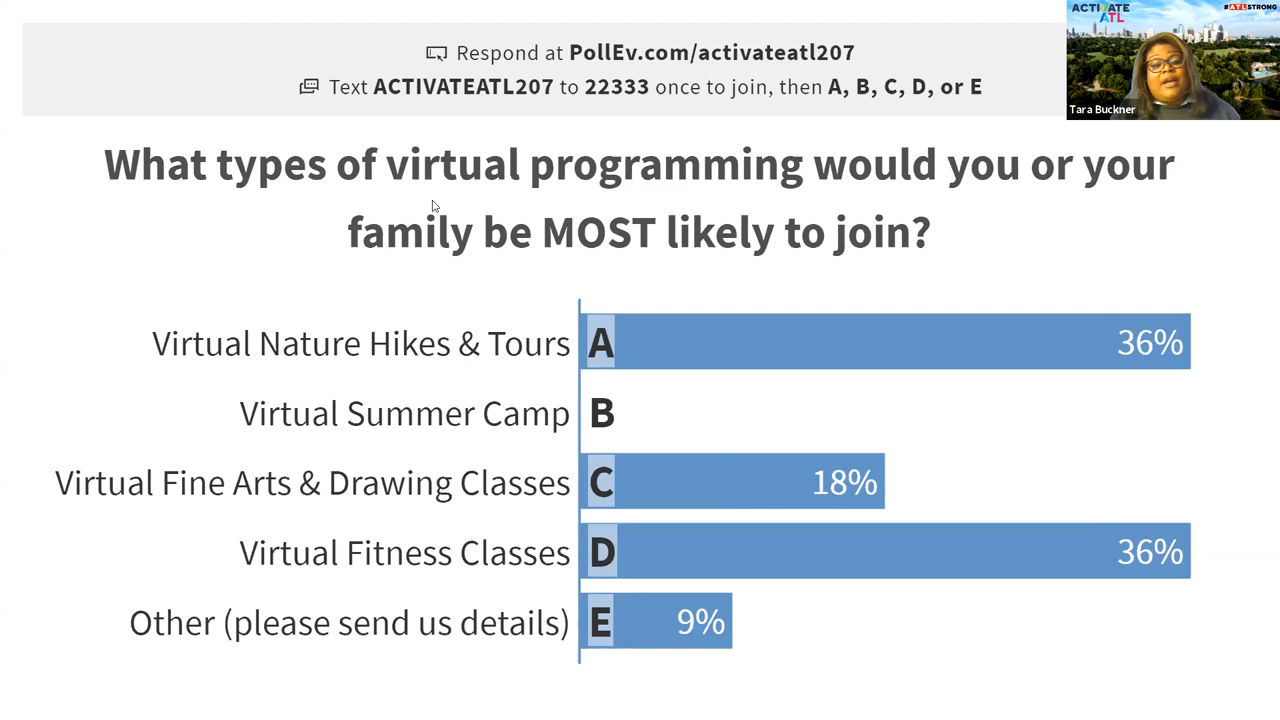 Respond at PollEv.com/activateatl207
Text ACTIVATEATL207 to 22333 once to join, then A, B, C, D, or E
ACTIVATE
ATL
#ATLSTRONG
Tara Buckner
What types of virtual programming would you or your
family be MOST likely to join?
Virtual Nature Hikes & Tours A 36%
Virtual Summer Camp B
Virtual Fine Arts & Drawing Classes C 18%
Virtual Fitness Classes D 36%
Other (please send us details) E 9%